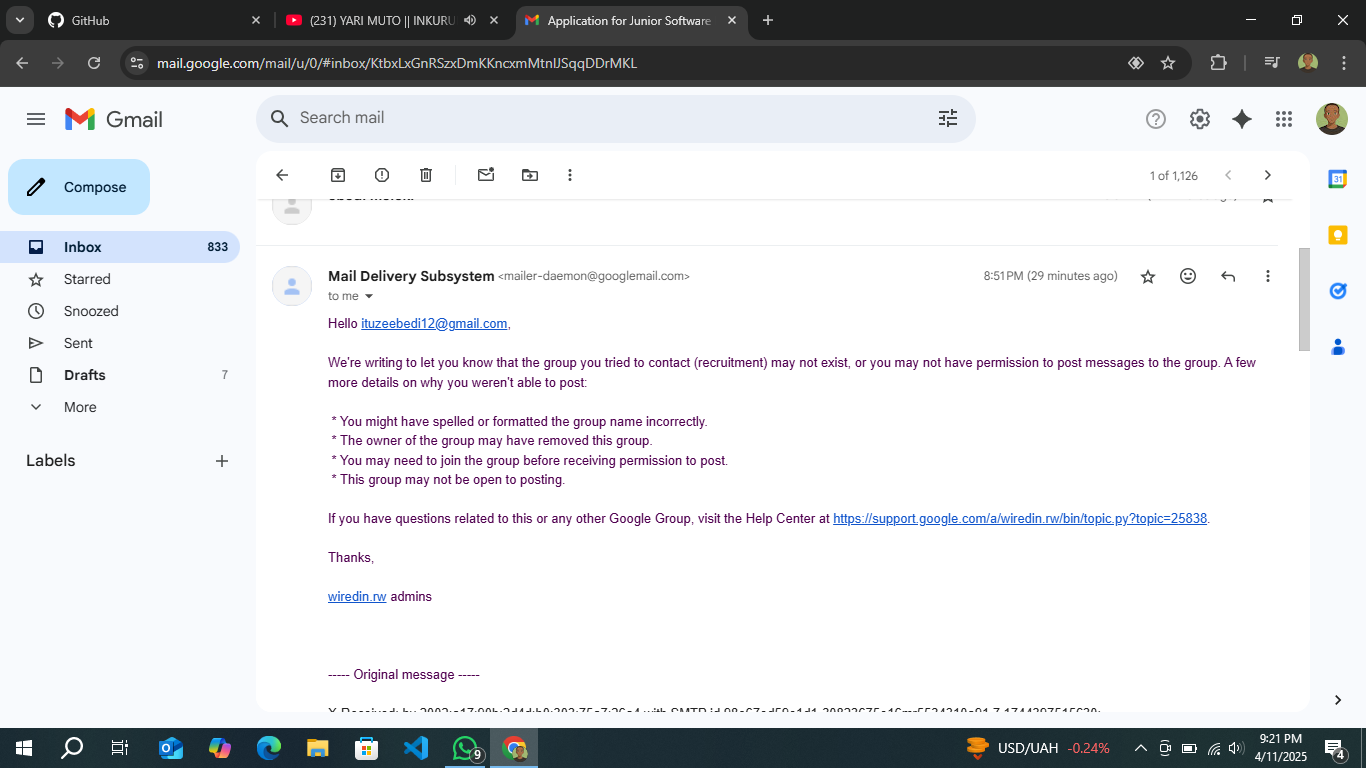 GitHub
(231) YARI MUTO || INKURU
Application for Junior Software
mail.google.com/mail/u/0/#inbox/KtbxLxGnRSzxDmKKncxmMtnlJSqqDDrMKL
Gmail
Search mail
Compose
1 of 1,126
Inbox 833
Starred
Snoozed
Sent
Drafts 7
More
Labels
31
Mail Delivery Subsystem <mailer-daemon@googlemail.com>
8:51 PM (29 minutes ago)
to me
Hello ituzeebedi12@gmail.com,
We're writing to let you know that the group you tried to contact (recruitment) may not exist, or you may not have permission to post messages to the group. A few
more details on why you weren't able to post:
* You might have spelled or formatted the group name incorrectly.
* The owner of the group may have removed this group.
* You may need to join the group before receiving permission to post.
* This group may not be open to posting.
If you have questions related to this or any other Google Group, visit the Help Center at https://support.google.com/a/wiredin.rw/bin/topic.py?topic=25838.
Thanks,
wiredin.rw admins
----- Original message -----
9
USD/UAH -0.24%
9:21 PM
4/11/2025
4